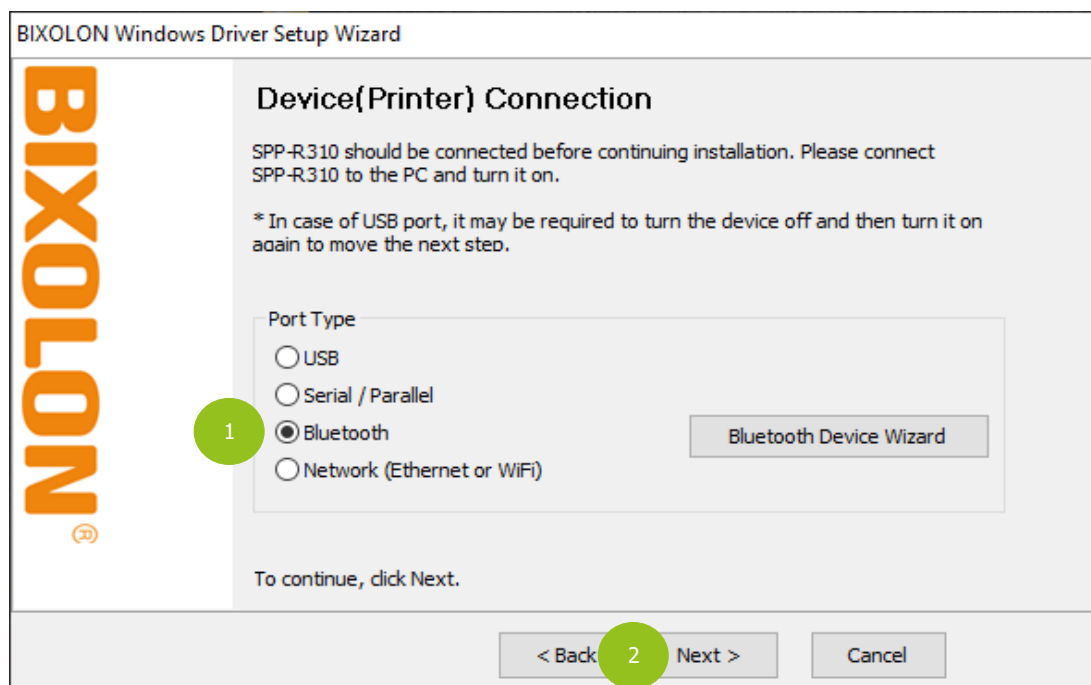 BIXOLON Windows Driver Setup Wizard
BIXOLON®
Device(Printer) Connection
SPP-R310 should be connected before continuing installation. Please connect
SPP-R310 to the PC and turn it on.
* In case of USB port, it may be required to turn the device off and then turn it on
again to move the next step.
Port Type
USB
Serial / Parallel
1 Bluetooth Bluetooth Device Wizard
Network (Ethernet or WiFi)
To continue, click Next.
< Back 2 Next > Cancel